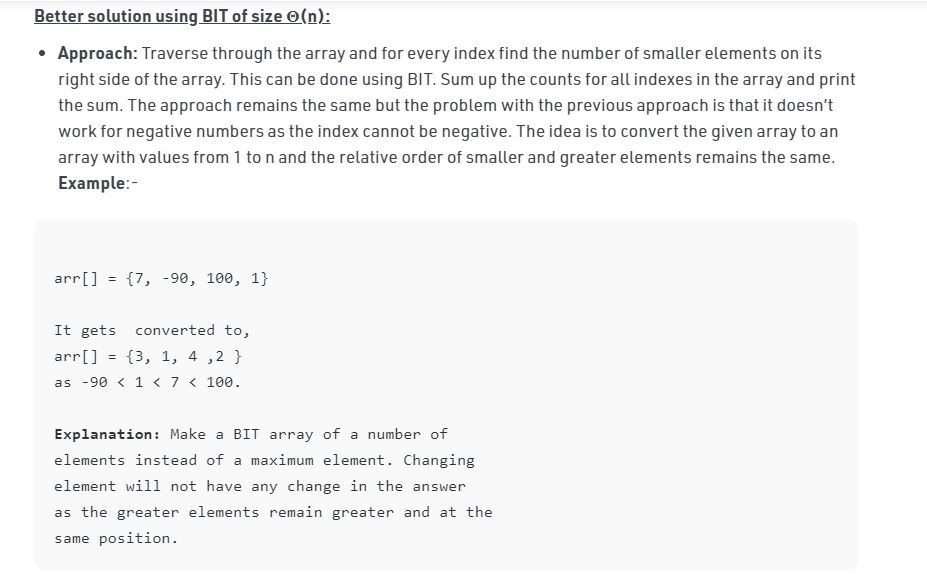 Better solution using BIT of size Θ(n):
• Approach: Traverse through the array and for every index find the number of smaller elements on its
right side of the array. This can be done using BIT. Sum up the counts for all indexes in the array and print
the sum. The approach remains the same but the problem with the previous approach is that it doesn't
work for negative numbers as the index cannot be negative. The idea is to convert the given array to an
array with values from 1 to n and the relative order of smaller and greater elements remains the same.
Example:-
arr[] = {7, -90, 100, 1}
It gets  converted to,
arr[] = {3, 1, 4 ,2 }
as -90 < 1 < 7 < 100.
Explanation: Make a BIT array of a number of
elements instead of a maximum element. Changing
element will not have any change in the answer
as the greater elements remain greater and at the
same position.